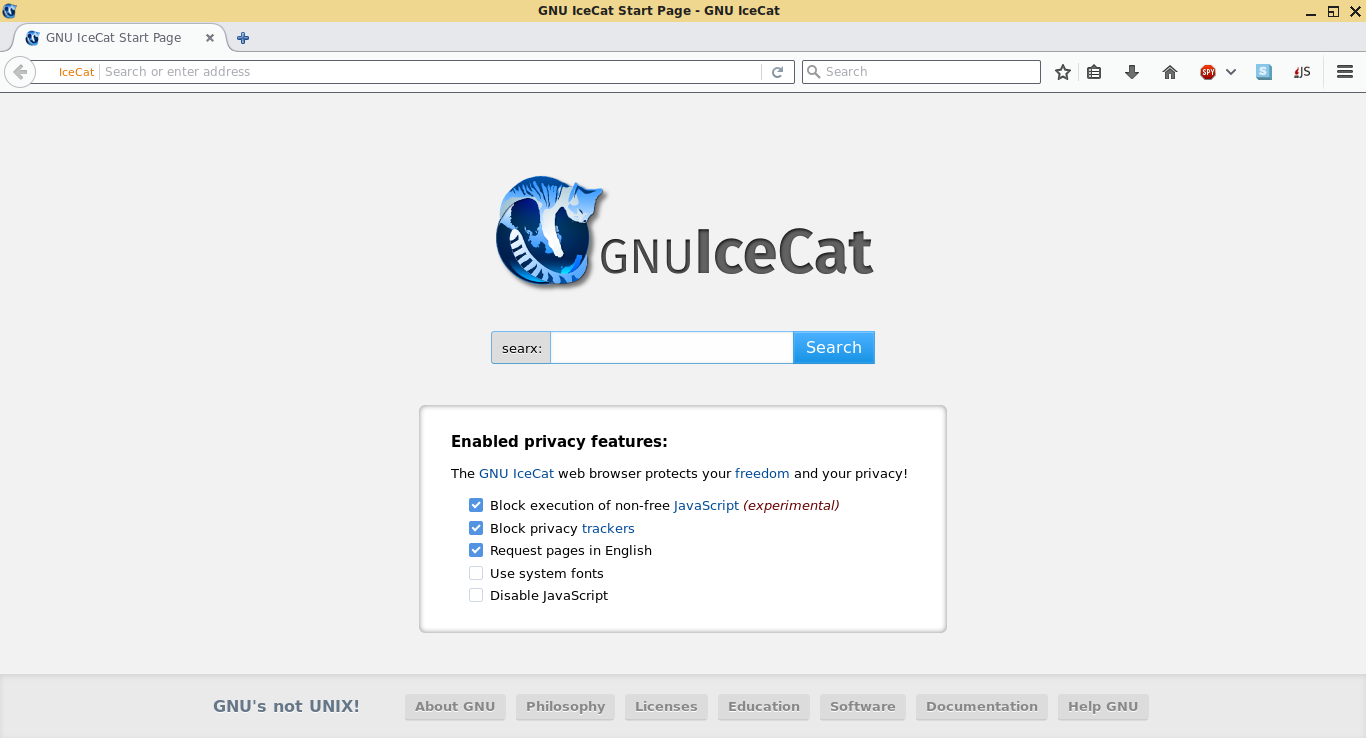 GNU IceCat Start Page - GNU IceCat
GNU IceCat Start Page
IceCat Search or enter address Search SPY S JS
GNUIceCat
searx: Search
Enabled privacy features:
The GNU IceCat web browser protects your freedom and your privacy!
Block execution of non-free JavaScript (experimental)
Block privacy trackers
Request pages in English
Use system fonts
Disable JavaScript
GNU's not UNIX! About GNU Philosophy Licenses Education Software Documentation Help GNU